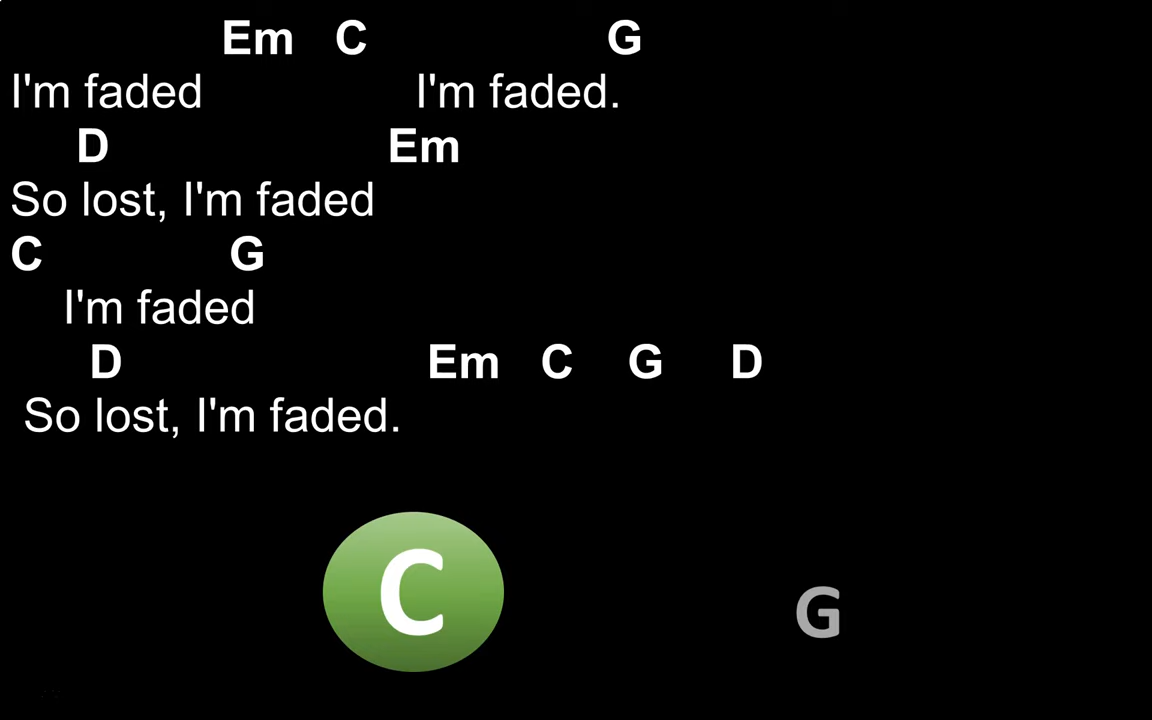 Em C G
I'm faded I'm faded.
D Em
So lost, I'm faded
C G
I'm faded
D Em C G D
So lost, I'm faded.
C G